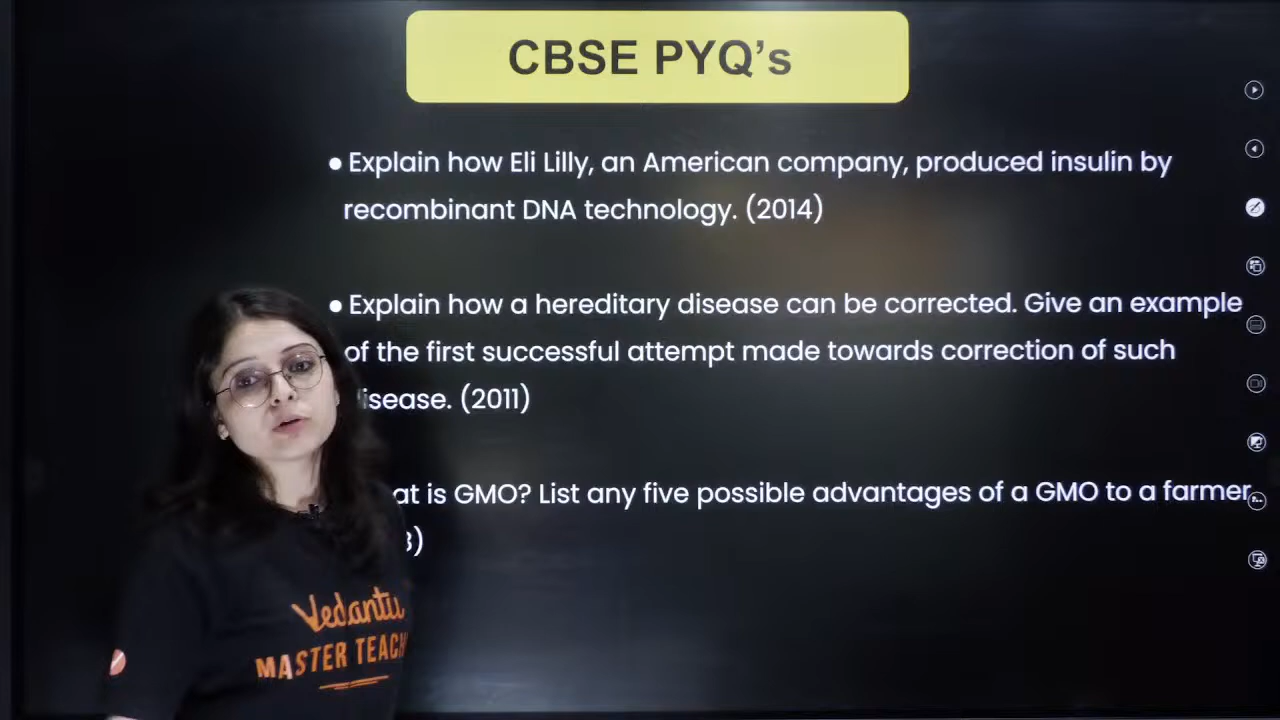 CBSE PYQ's
Explain how Eli Lilly, an American company, produced insulin by
recombinant DNA technology. (2014)
Explain how a hereditary disease can be corrected. Give an example
of the first successful attempt made towards correction of such
isease. (2011)
at is GMO? List any five possible advantages of a GMO to a farmer
)
Vedantu
MASTER TEACH